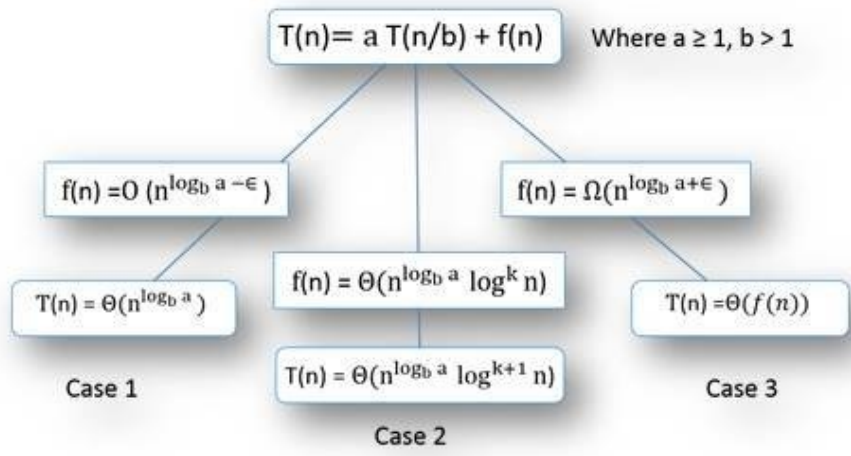 T(n)= a T(n/b) + f(n)
Where a ≥ 1, b > 1
f(n) =O (n^{log_b a −∈} )
f(n) = Ω(n^{log_b a+∈} )
f(n) = Θ(n^{log_b a} log^k n)
T(n) = Θ(n^{log_b a} )
T(n) =Θ(f(n))
T(n) = Θ(n^{log_b a} log^{k+1} n)
Case 1
Case 3
Case 2